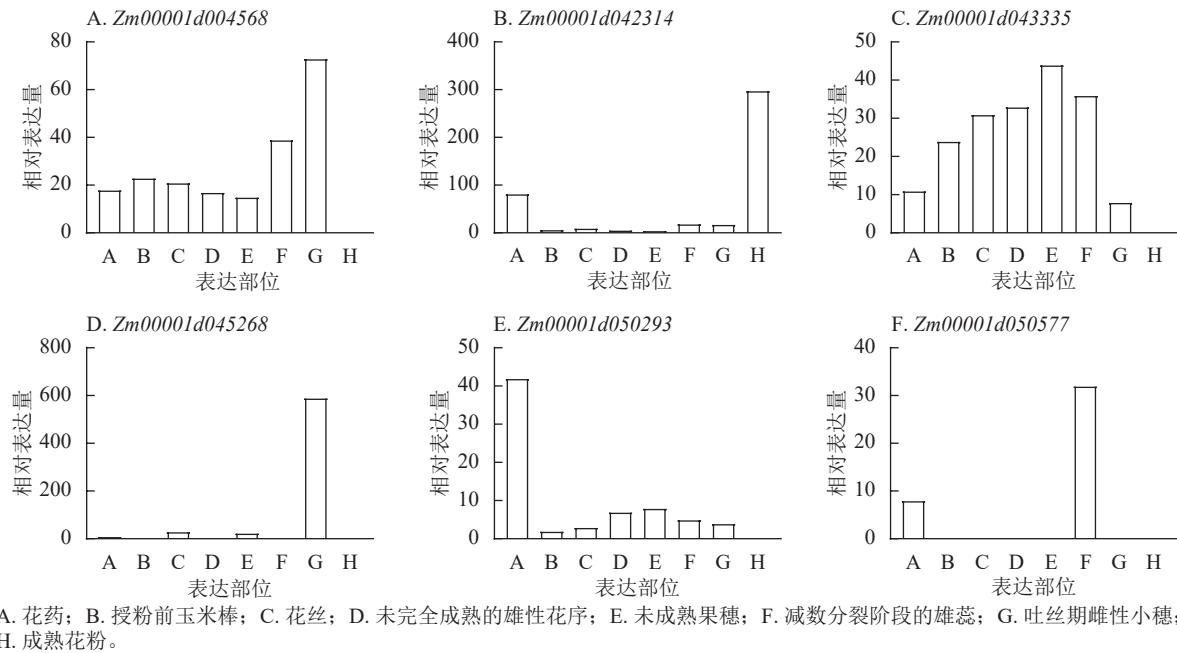 A. Zm00001d004568
80
60
40
20
0
相对表达量
A B C D E F G H
表达部位
B. Zm00001d042314
400
300
200
100
0
相对表达量
A B C D E F G H
表达部位
C. Zm00001d043335
50
40
30
20
10
0
相对表达量
A B C D E F G H
表达部位
D. Zm00001d045268
800
600
400
200
0
相对表达量
A B C D E F G H
表达部位
E. Zm00001d050293
50
40
30
20
10
0
相对表达量
A B C D E F G H
表达部位
F. Zm00001d050577
40
30
20
10
0
相对表达量
A B C D E F G H
表达部位
A. 花药；B. 授粉前玉米棒；C. 花丝；D. 未完全成熟的雄性花序；E. 未成熟果穗；F. 减数分裂阶段的雄蕊；G. 吐丝期雌性小穗；
H. 成熟花粉。